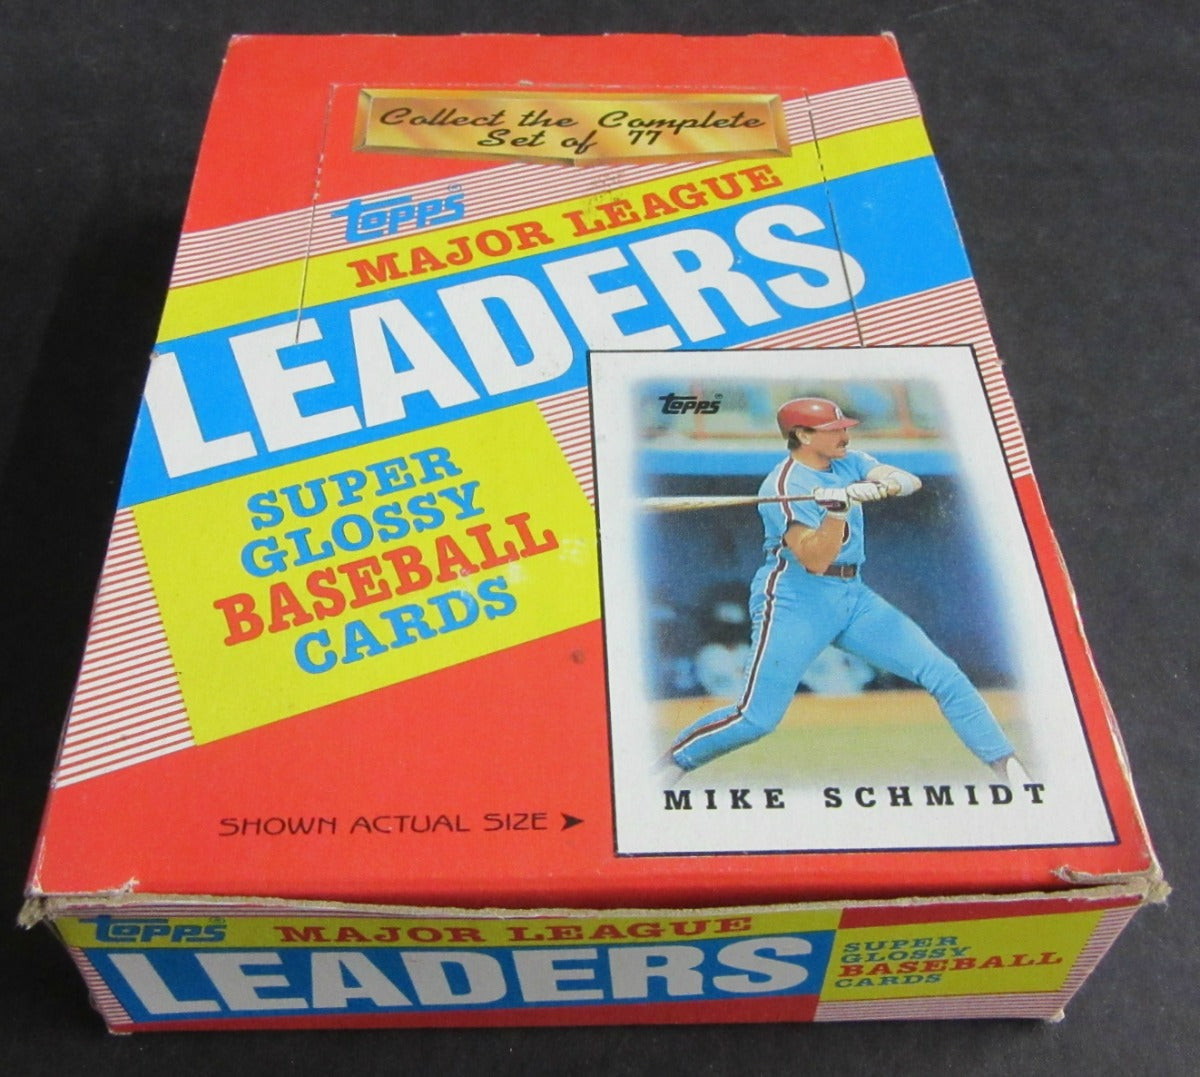 Collect the Complete
Set of 77
TOPPS®
MAJOR LEAGUE
LEADERS
SUPER
GLOSSY
BASEBALL
CARDS
TOPPS®
MIKE SCHMIDT
SHOWN ACTUAL SIZE
TOPPS®
MAJOR LEAGUE
LEADERS
SUPER
GLOSSY
BASEBALL
CARDS